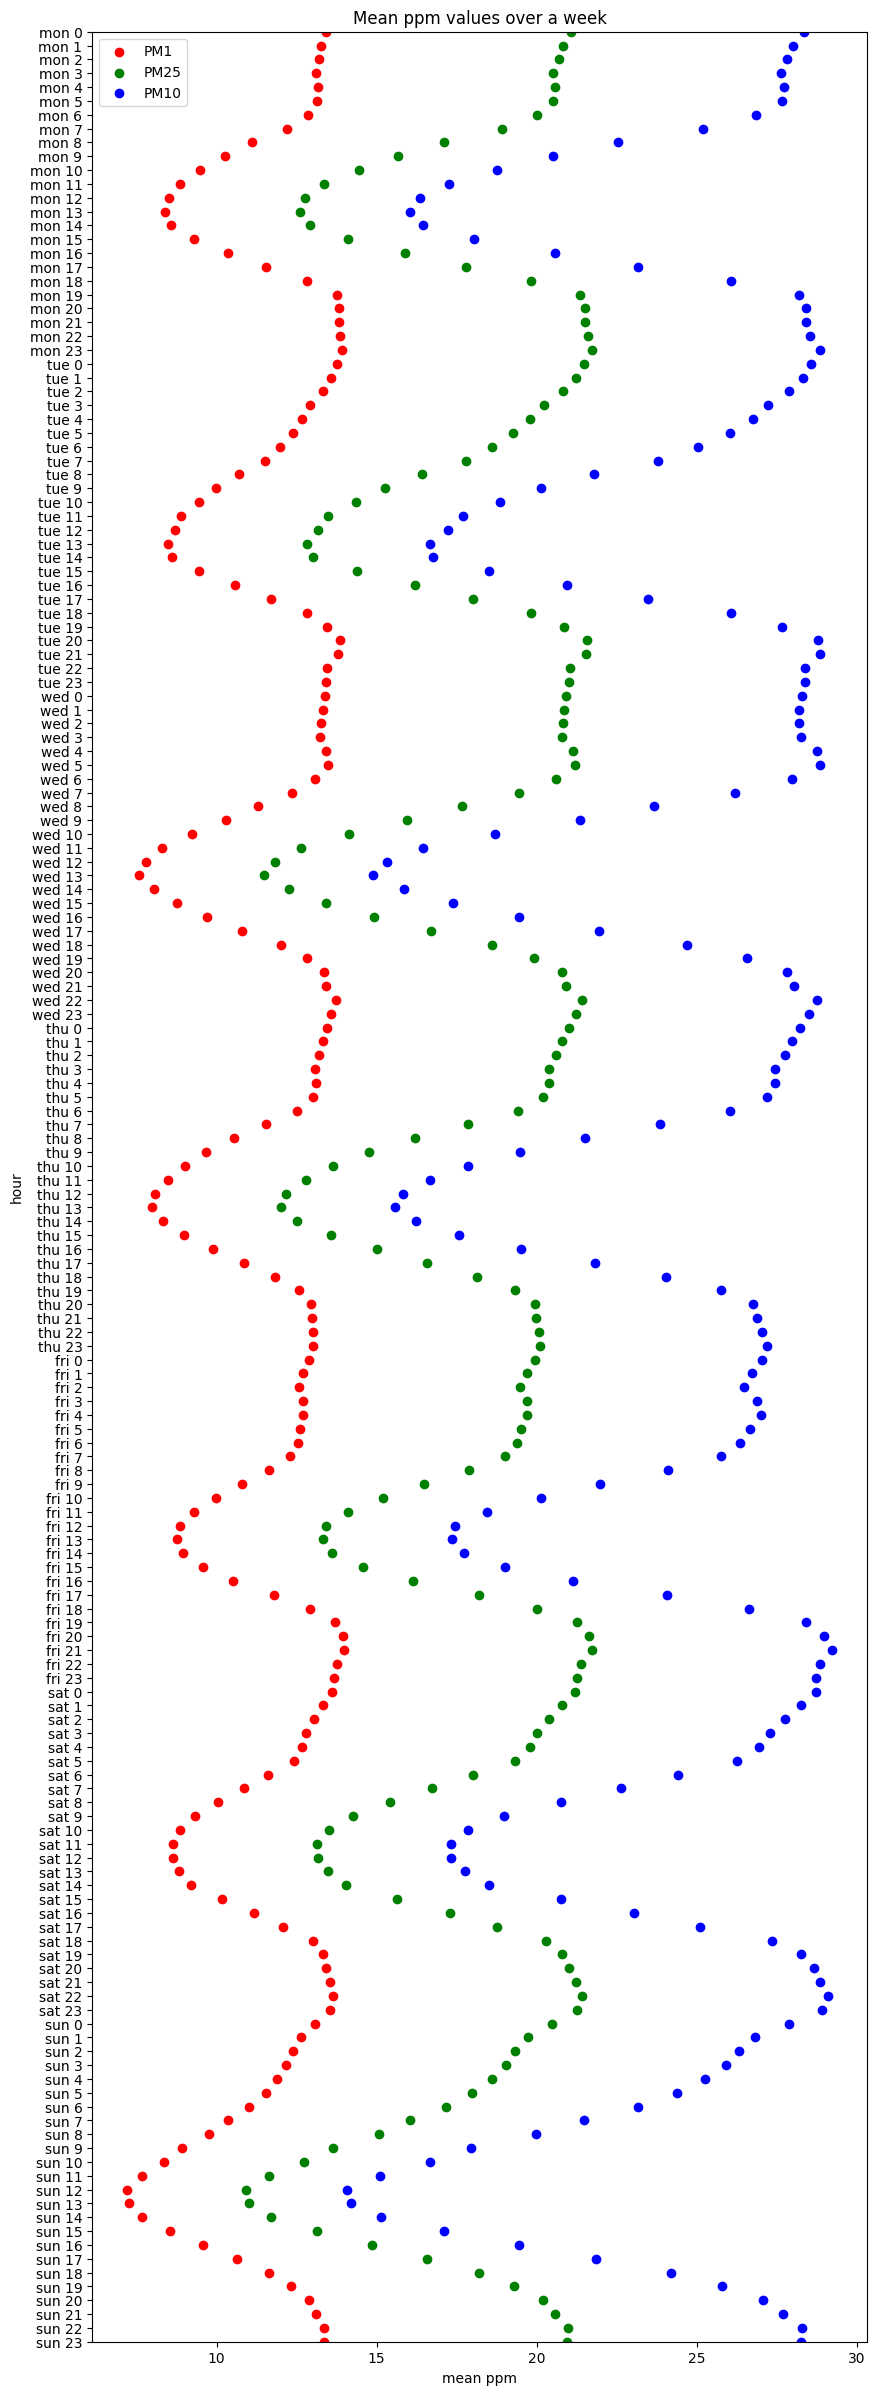 Mean ppm values over a week
PM1
PM25
PM10
mon 0
mon 1
mon 2
mon 3
mon 4
mon 5
mon 6
mon 7
mon 8
mon 9
mon 10
mon 11
mon 12
mon 13
mon 14
mon 15
mon 16
mon 17
mon 18
mon 19
mon 20
mon 21
mon 22
mon 23
tue 0
tue 1
tue 2
tue 3
tue 4
tue 5
tue 6
tue 7
tue 8
tue 9
tue 10
tue 11
tue 12
tue 13
tue 14
tue 15
tue 16
tue 17
tue 18
tue 19
tue 20
tue 21
tue 22
tue 23
wed 0
wed 1
wed 2
wed 3
wed 4
wed 5
wed 6
wed 7
wed 8
wed 9
wed 10
wed 11
wed 12
wed 13
wed 14
wed 15
wed 16
wed 17
wed 18
wed 19
wed 20
wed 21
wed 22
wed 23
thu 0
thu 1
thu 2
thu 3
thu 4
thu 5
thu 6
thu 7
thu 8
thu 9
thu 10
thu 11
thu 12
thu 13
thu 14
thu 15
thu 16
thu 17
thu 18
thu 19
thu 20
thu 21
thu 22
thu 23
fri 0
fri 1
fri 2
fri 3
fri 4
fri 5
fri 6
fri 7
fri 8
fri 9
fri 10
fri 11
fri 12
fri 13
fri 14
fri 15
fri 16
fri 17
fri 18
fri 19
fri 20
fri 21
fri 22
fri 23
sat 0
sat 1
sat 2
sat 3
sat 4
sat 5
sat 6
sat 7
sat 8
sat 9
sat 10
sat 11
sat 12
sat 13
sat 14
sat 15
sat 16
sat 17
sat 18
sat 19
sat 20
sat 21
sat 22
sat 23
sun 0
sun 1
sun 2
sun 3
sun 4
sun 5
sun 6
sun 7
sun 8
sun 9
sun 10
sun 11
sun 12
sun 13
sun 14
sun 15
sun 16
sun 17
sun 18
sun 19
sun 20
sun 21
sun 22
sun 23
hour
10 15 20 25 30
mean ppm